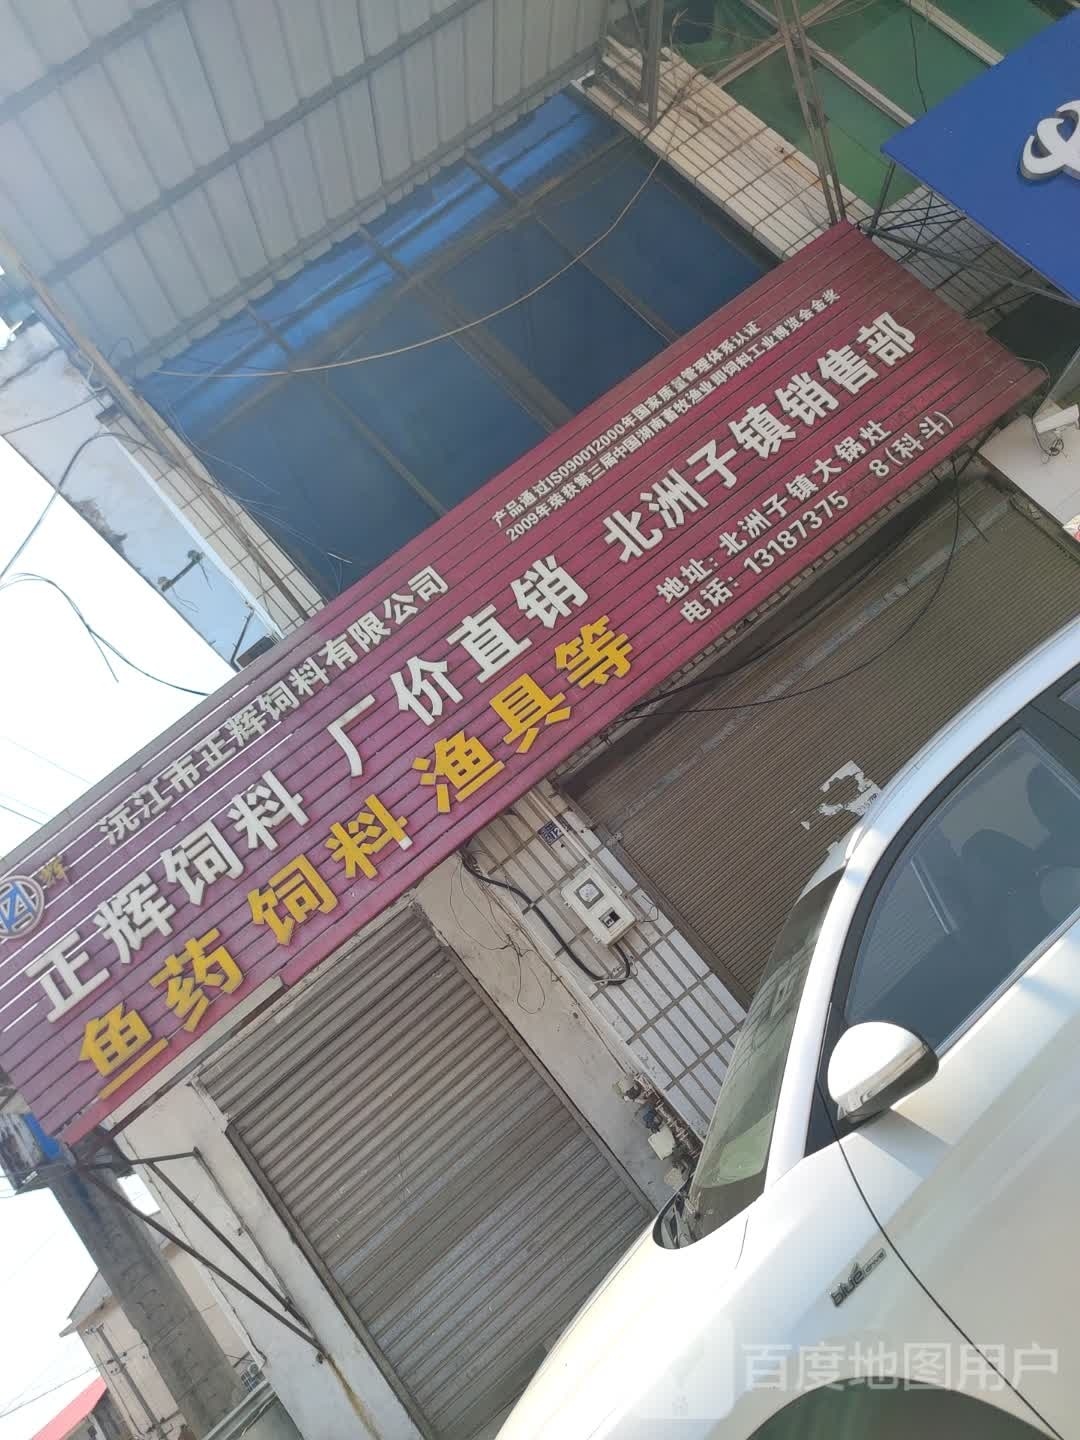 产品通过ISO90012000年国家质量管理体系认证
2009年荣获第三届中国湖南畜牧渔业即饲料工业博览会金奖
辉 沅江市正辉饲料有限公司
正辉饲料 厂价直销 北洲子镇销售部
鱼药 饲料 渔具等
地址: 北洲子镇大锅灶
电话: 13187375 8(科斗)
blue
百度地图用户